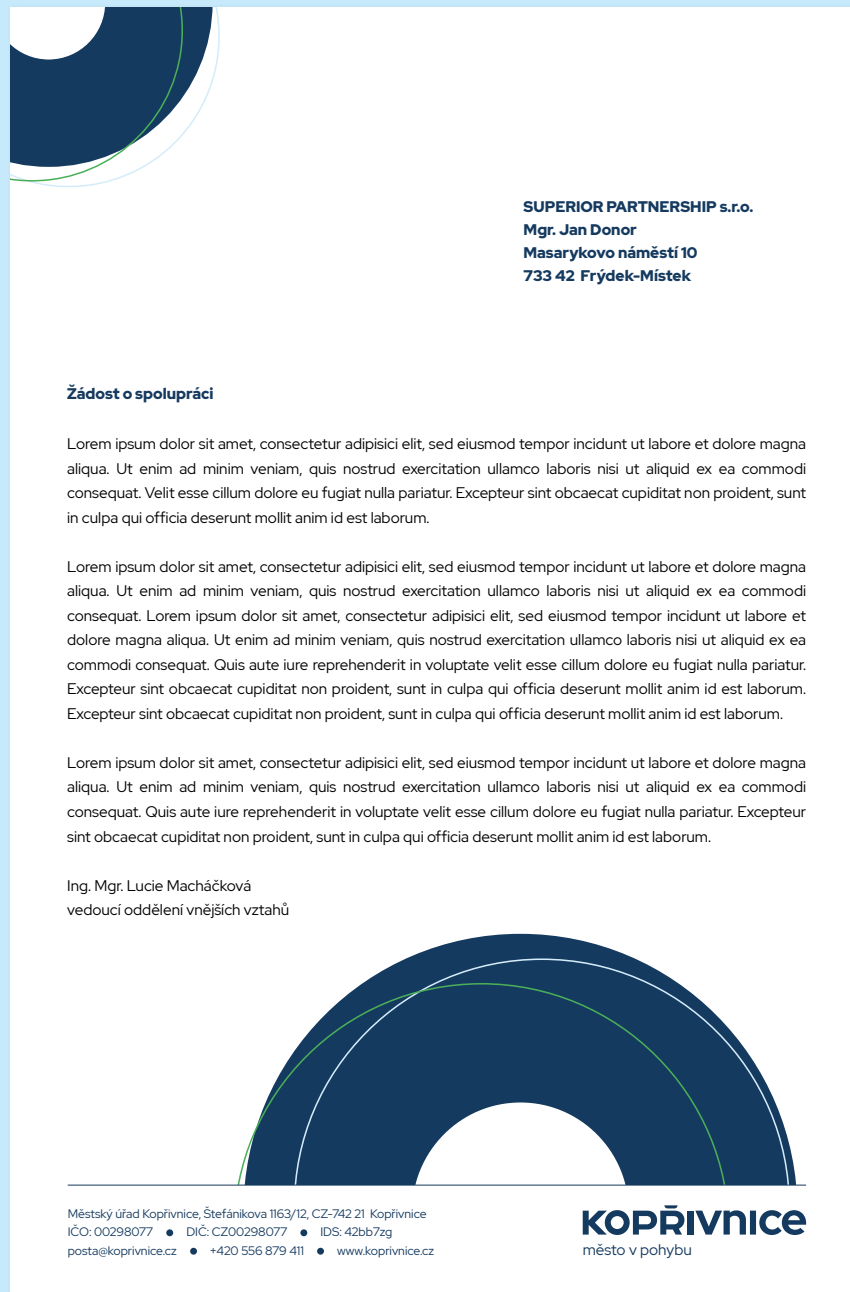 SUPERIOR PARTNERSHIP s.r.o.
Mgr. Jan Donor
Masarykovo náměstí 10
733 42 Frýdek-Místek
Žádost o spolupráci
Lorem ipsum dolor sit amet, consectetur adipisici elit, sed eiusmod tempor incidunt ut labore et dolore magna
aliqua. Ut enim ad minim veniam, quis nostrud exercitation ullamco laboris nisi ut aliquid ex ea commodi
consequat. Velit esse cillum dolore eu fugiat nulla pariatur. Excepteur sint obcaecat cupiditat non proident, sunt
in culpa qui officia deserunt mollit anim id est laborum.
Lorem ipsum dolor sit amet, consectetur adipisici elit, sed eiusmod tempor incidunt ut labore et dolore magna
aliqua. Ut enim ad minim veniam, quis nostrud exercitation ullamco laboris nisi ut aliquid ex ea commodi
consequat. Lorem ipsum dolor sit amet, consectetur adipisici elit, sed eiusmod tempor incidunt ut labore et
dolore magna aliqua. Ut enim ad minim veniam, quis nostrud exercitation ullamco laboris nisi ut aliquid ex ea
commodi consequat. Quis aute iure reprehenderit in voluptate velit esse cillum dolore eu fugiat nulla pariatur.
Excepteur sint obcaecat cupiditat non proident, sunt in culpa qui officia deserunt mollit anim id est laborum.
Excepteur sint obcaecat cupiditat non proident, sunt in culpa qui officia deserunt mollit anim id est laborum.
Lorem ipsum dolor sit amet, consectetur adipisici elit, sed eiusmod tempor incidunt ut labore et dolore magna
aliqua. Ut enim ad minim veniam, quis nostrud exercitation ullamco laboris nisi ut aliquid ex ea commodi
consequat. Quis aute iure reprehenderit in voluptate velit esse cillum dolore eu fugiat nulla pariatur. Excepteur
sint obcaecat cupiditat non proident, sunt in culpa qui officia deserunt mollit anim id est laborum.
Ing. Mgr. Lucie Macháčková
vedoucí oddělení vnějších vztahů
Městský úřad Kopřivnice, Štefánikova 1163/12, CZ-742 21 Kopřivnice
IČO: 00298077 ● DIČ: CZ00298077 ● IDS: 42bb7zg
posta@koprivnice.cz ● +420 556 879 411 ● www.koprivnice.cz
KOPŘIVNICE
město v pohybu